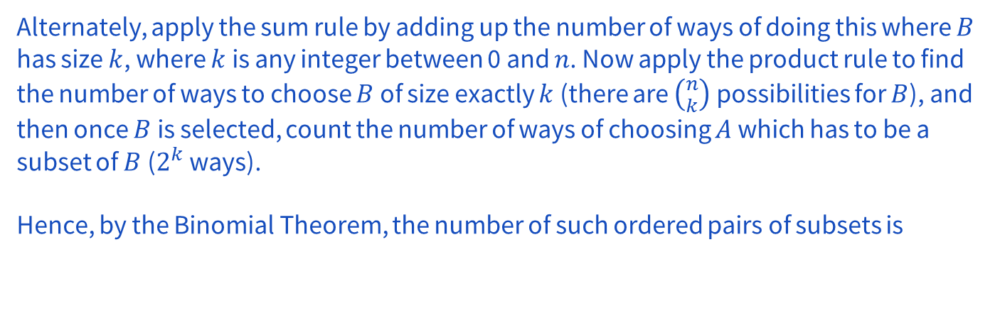 Alternately, apply the sum rule by adding up the number of ways of doing this where B
has size k, where k is any integer between 0 and n. Now apply the product rule to find
the number of ways to choose B of size exactly k (there are $\binom{n}{k}$ possibilities for B), and
then once B is selected, count the number of ways of choosing A which has to be a
subset of B ($2^k$ ways).
Hence, by the Binomial Theorem, the number of such ordered pairs of subsets is